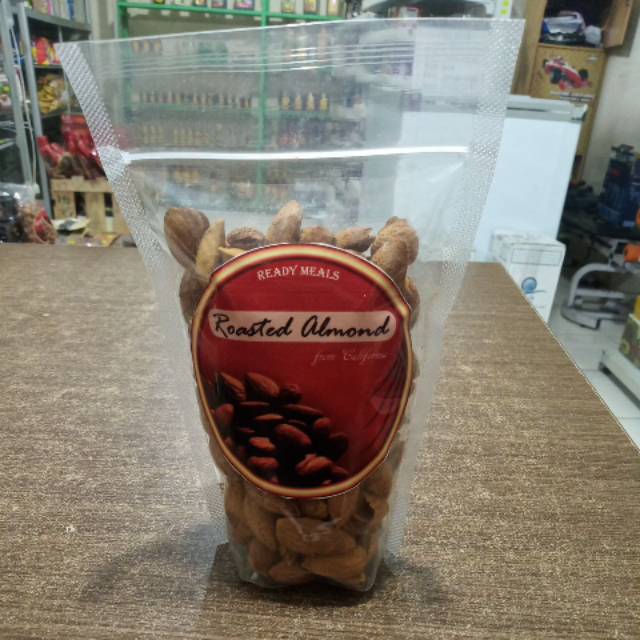 READY MEALS
Roasted Almond
from California